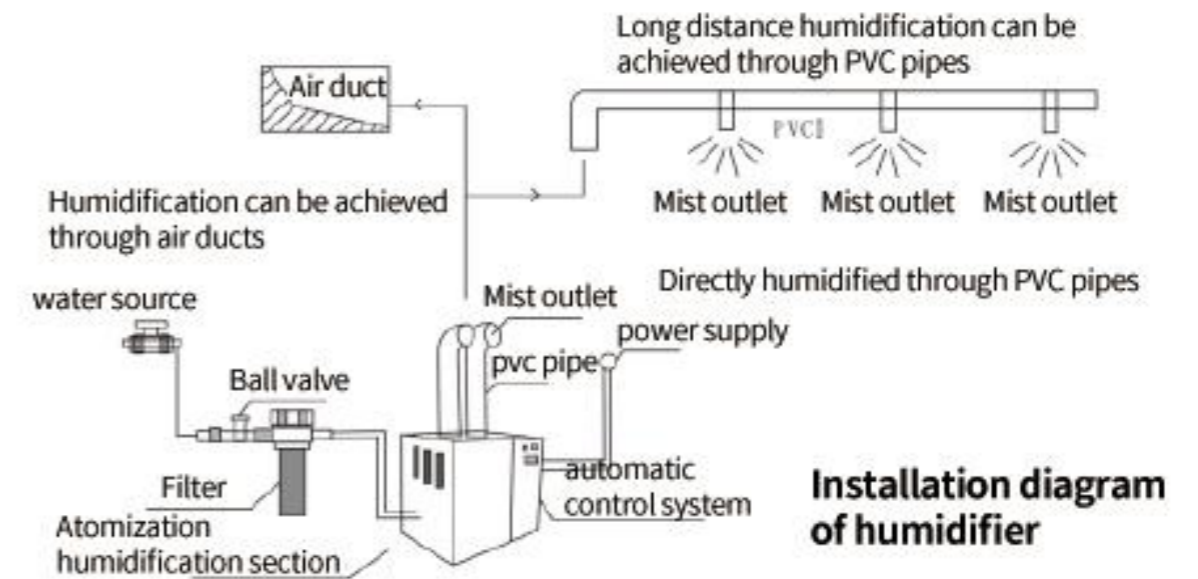 Long distance humidification can be
achieved through PVC pipes
Air duct
PVC
Mist outlet
Mist outlet
Mist outlet
Humidification can be achieved
through air ducts
Directly humidified through PVC pipes
water source
Mist outlet
power supply
pvc pipe
Ball valve
automatic
control system
Filter
Atomization
humidification section
Installation diagram
of humidifier